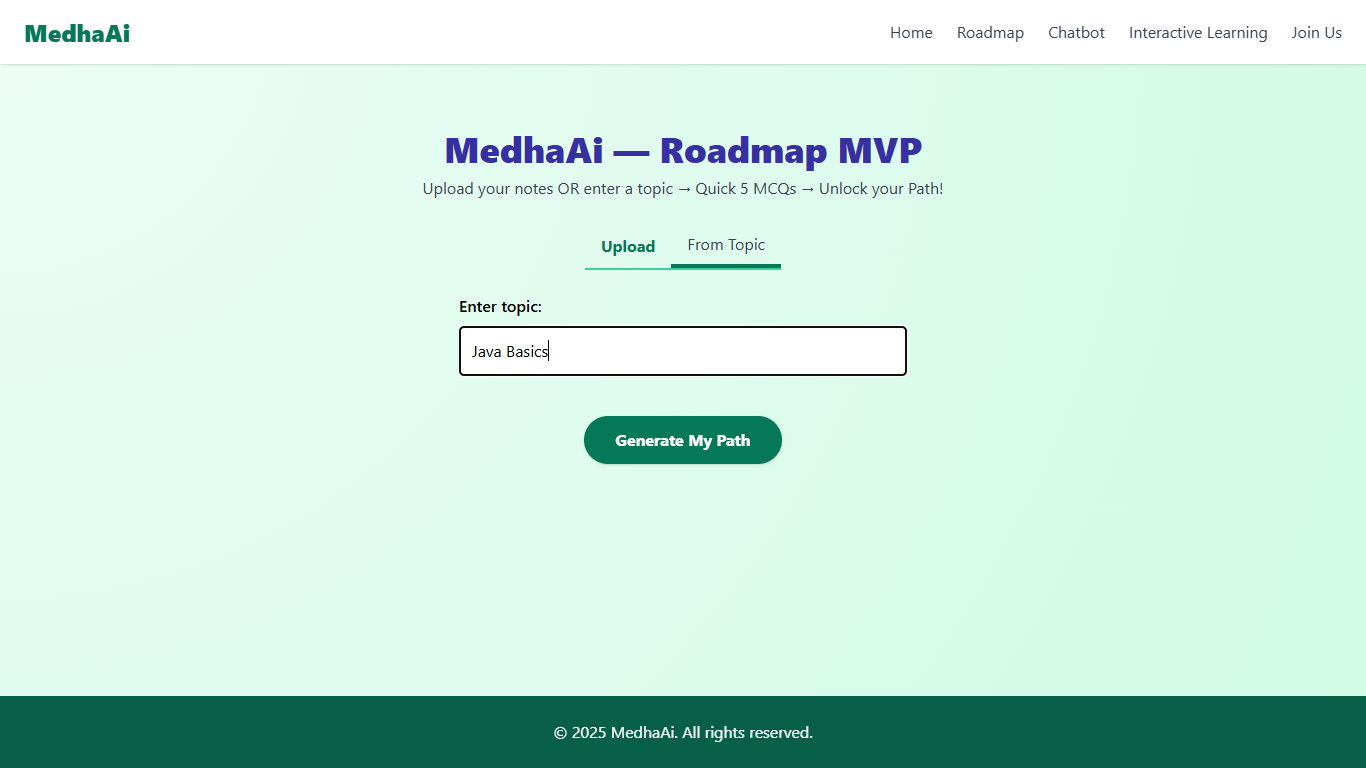 MedhaAi
Home Roadmap Chatbot Interactive Learning Join Us
MedhaAi — Roadmap MVP
Upload your notes OR enter a topic → Quick 5 MCQs → Unlock your Path!
Upload From Topic
Enter topic:
Java Basics
Generate My Path
© 2025 MedhaAi. All rights reserved.